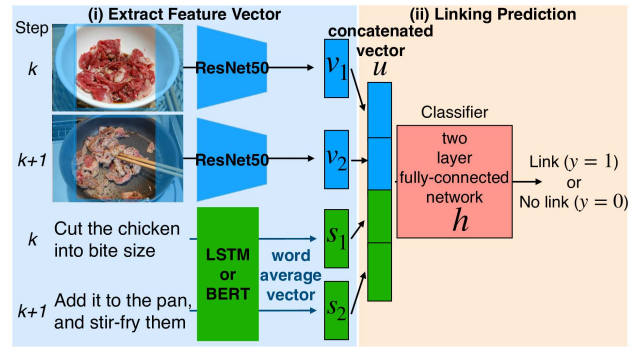 (i) Extract Feature Vector
(ii) Linking Prediction
Step
concatenated
vector
k
ResNet50
v1
u
Classifier
k+1
ResNet50
v2
two
layer
fully-connected
network
h
Link (y = 1)
or
No link (y = 0)
k
Cut the chicken
into bite size
LSTM
or
BERT
word
average
vector
s1
k+1
Add it to the pan,
and stir-fry them
s2